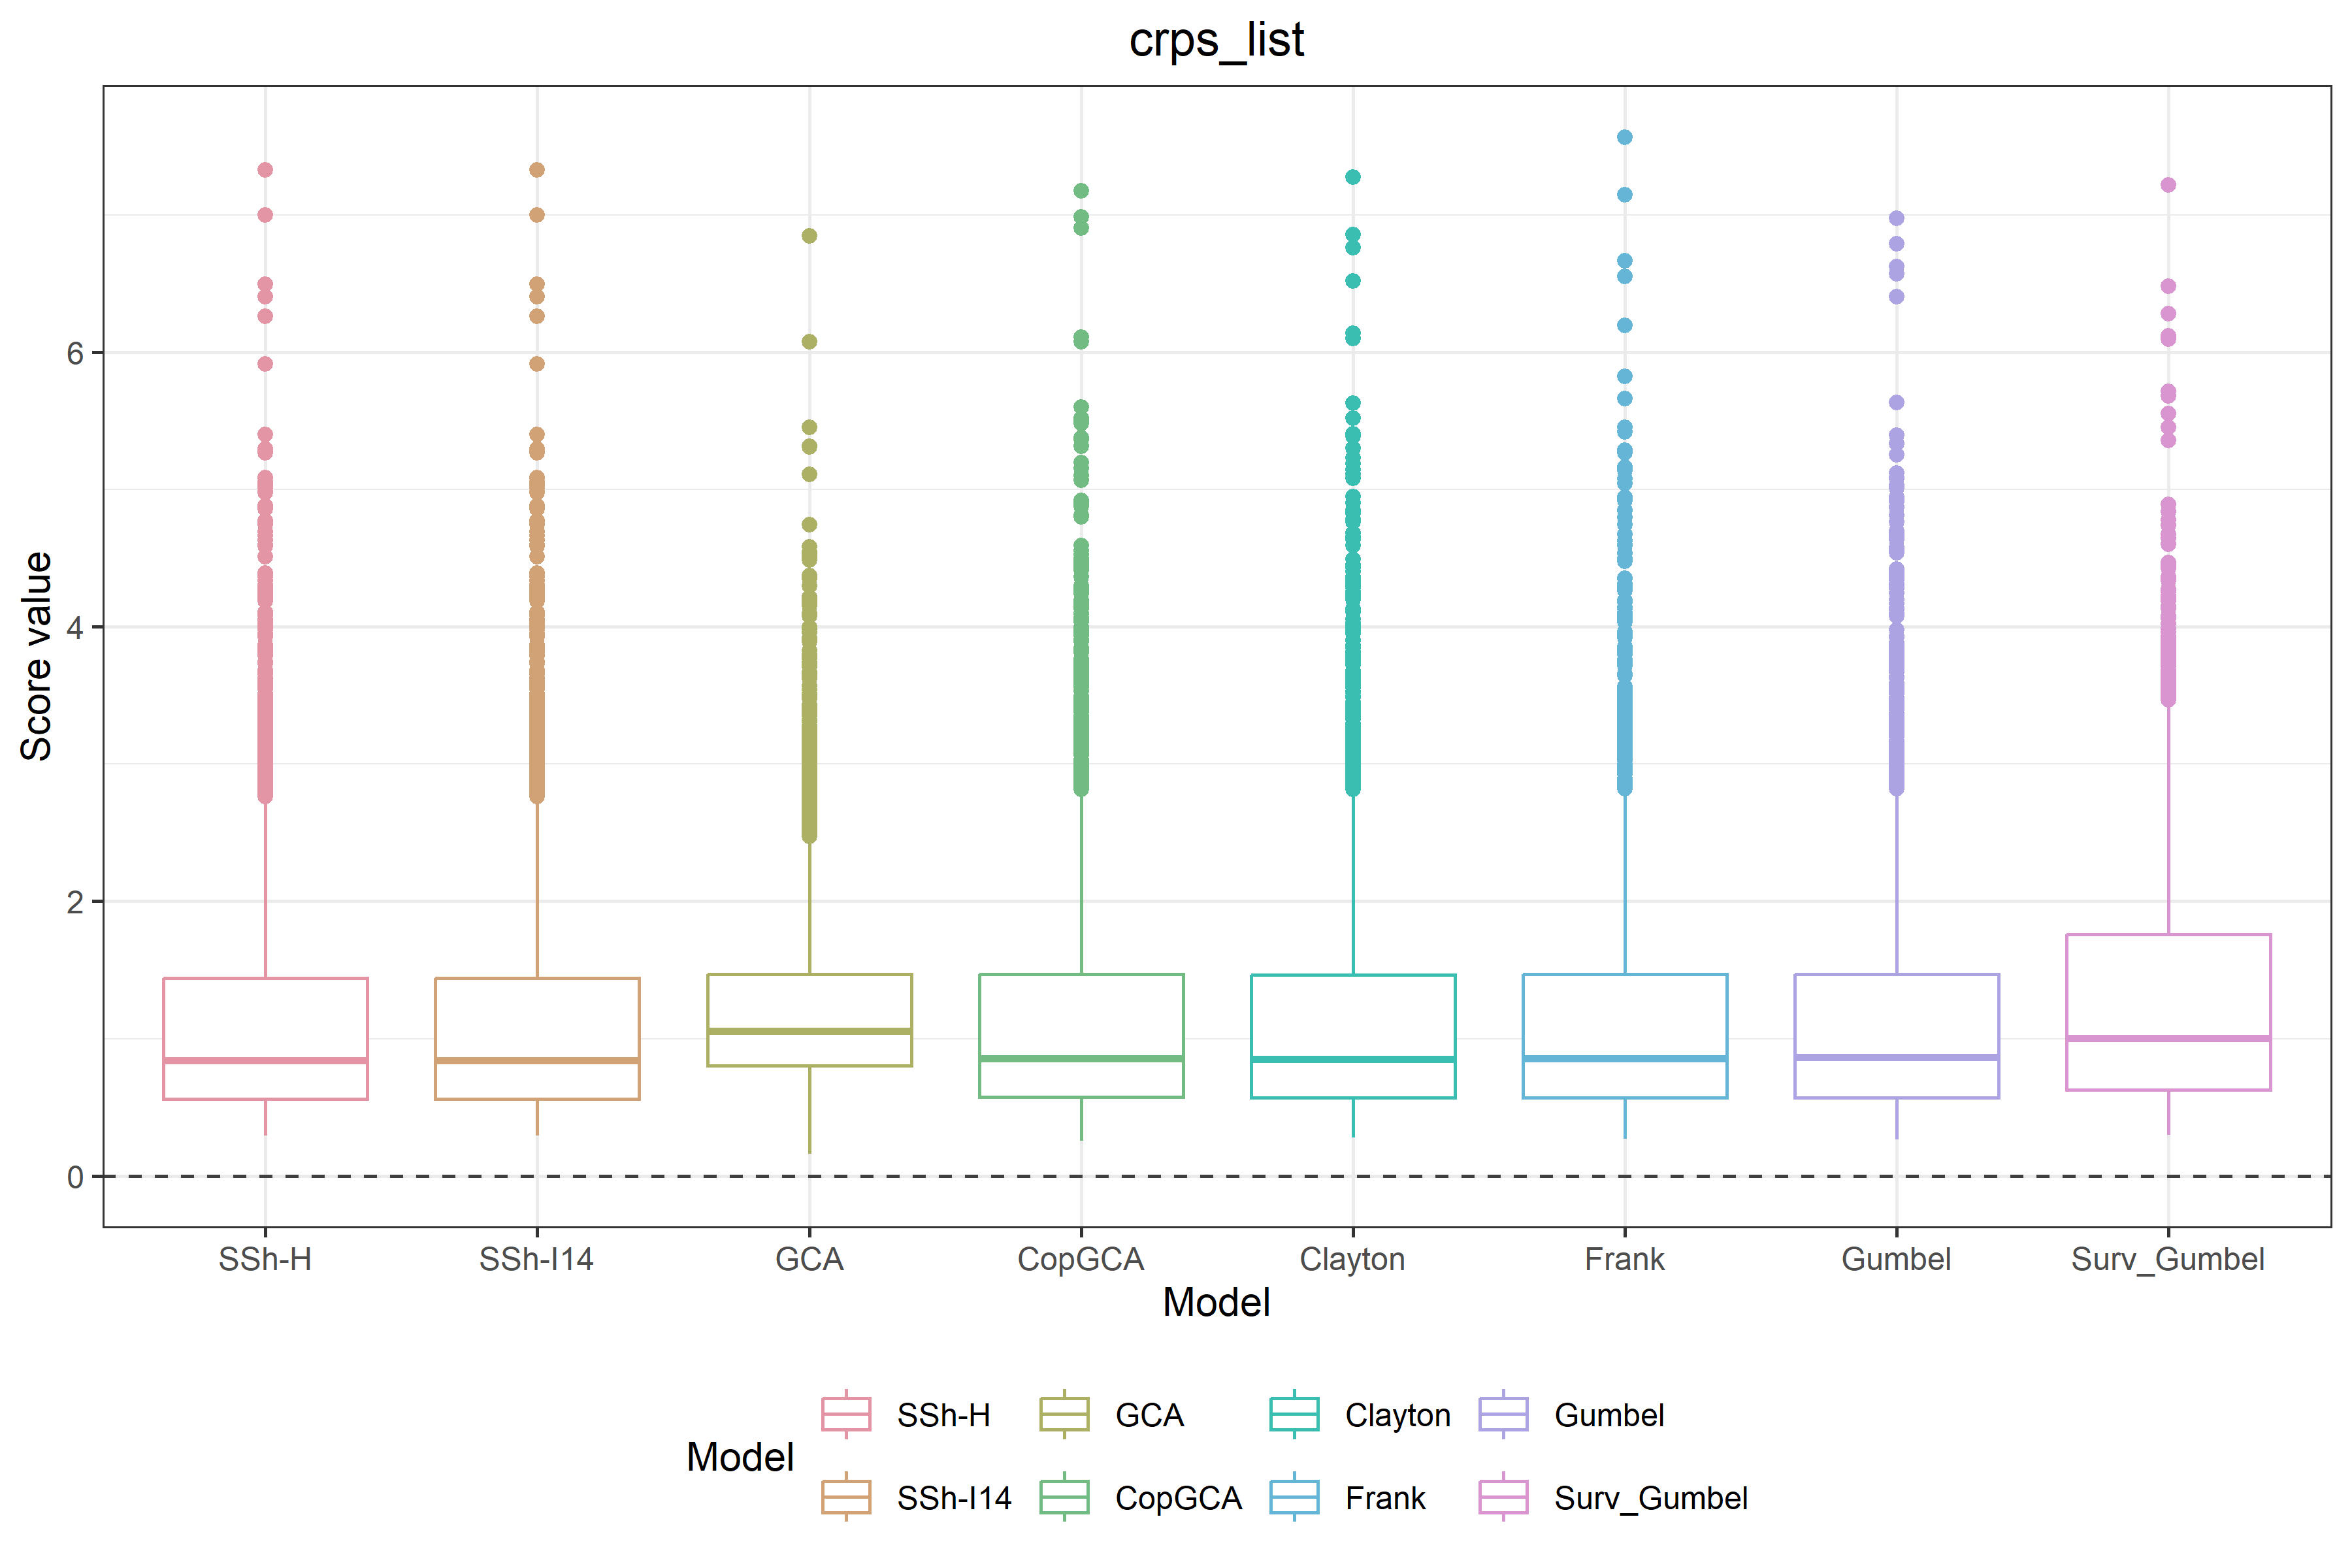 crps_list
Score value
6
4
2
0
SSh-H SSh-I14 GCA CopGCA Clayton Frank Gumbel Surv_Gumbel
Model
Model
SSh-H GCA Clayton Gumbel
SSh-I14 CopGCA Frank Surv_Gumbel